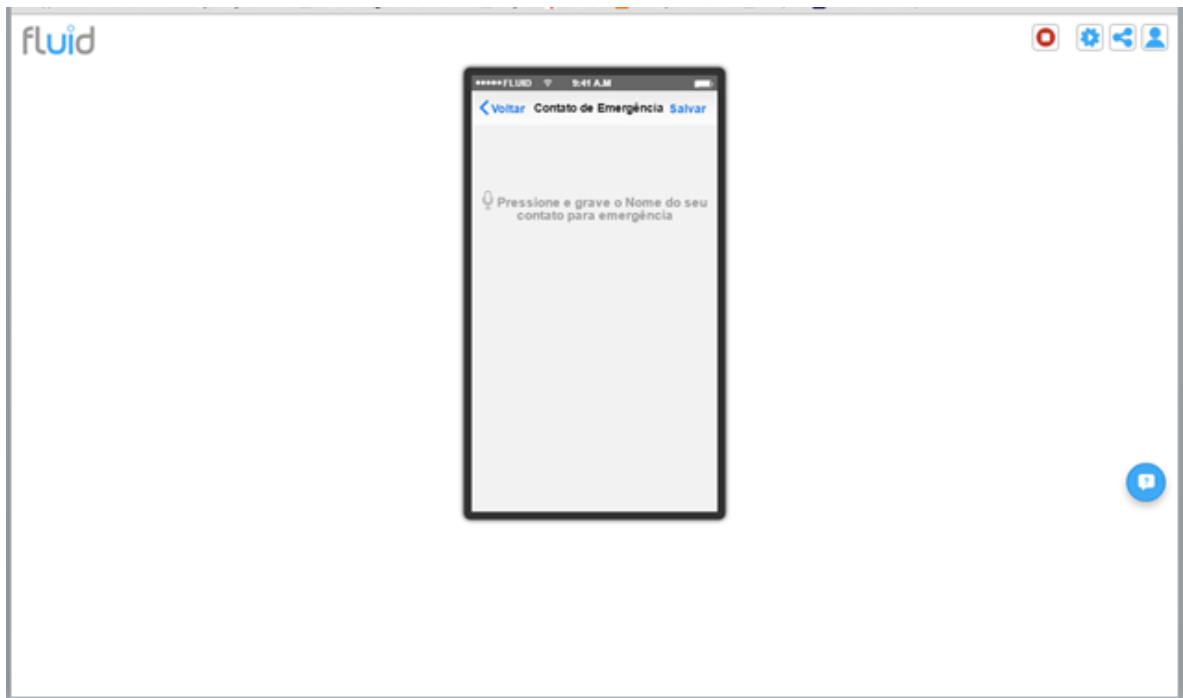 fluid
•••••FLUID 9:41 A.M
Voltar Contato de Emergência Salvar
Pressione e grave o Nome do seu
contato para emergência
?